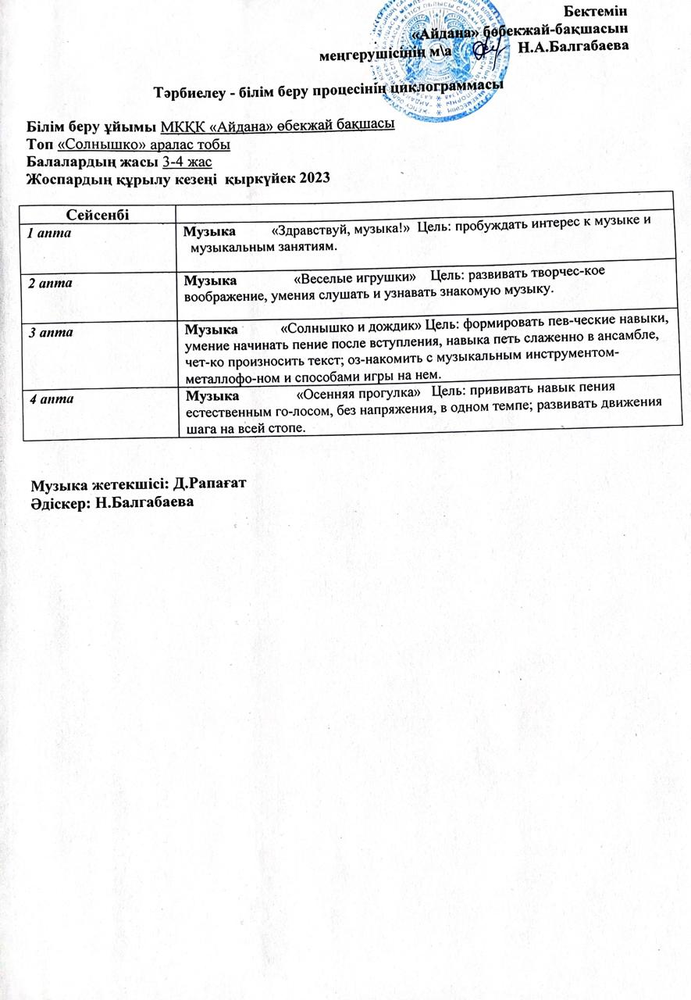 Бектемін
«Айдана» бөбекжай-бақшасын
меңгерушісінің м\а Н.А.Балгабаева
Тәрбиелеу - білім беру процесінің циклограммасы
Білім беру ұйымы МКҚК «Айдана» өбекжай бақшасы
Топ «Солнышко» аралас тобы
Балалардың жасы 3-4 жас
Жоспардың құрылу кезеңі қыркүйек 2023
Сейсенбі
1 апта Музыка «Здравствуй, музыка!» Цель: пробуждать интерес к музыке и
музыкальным занятиям.
2 апта Музыка «Веселые игрушки» Цель: развивать творчес-кое
воображение, умения слушать и узнавать знакомую музыку.
3 апта Музыка «Солнышко и дождик» Цель: формировать пев-ческие навыки,
умение начинать пение после вступления, навыка петь слаженно в ансамбле,
чет-ко произносить текст; оз-накомить с музыкальным инструментом-
металлофо-ном и способами игры на нем.
4 апта Музыка «Осенняя прогулка» Цель: прививать навык пения
естественным го-лосом, без напряжения, в одном темпе; развивать движения
шага на всей стопе.
Музыка жетекшісі: Д.Рапағат
Әдіскер: Н.Балгабаева